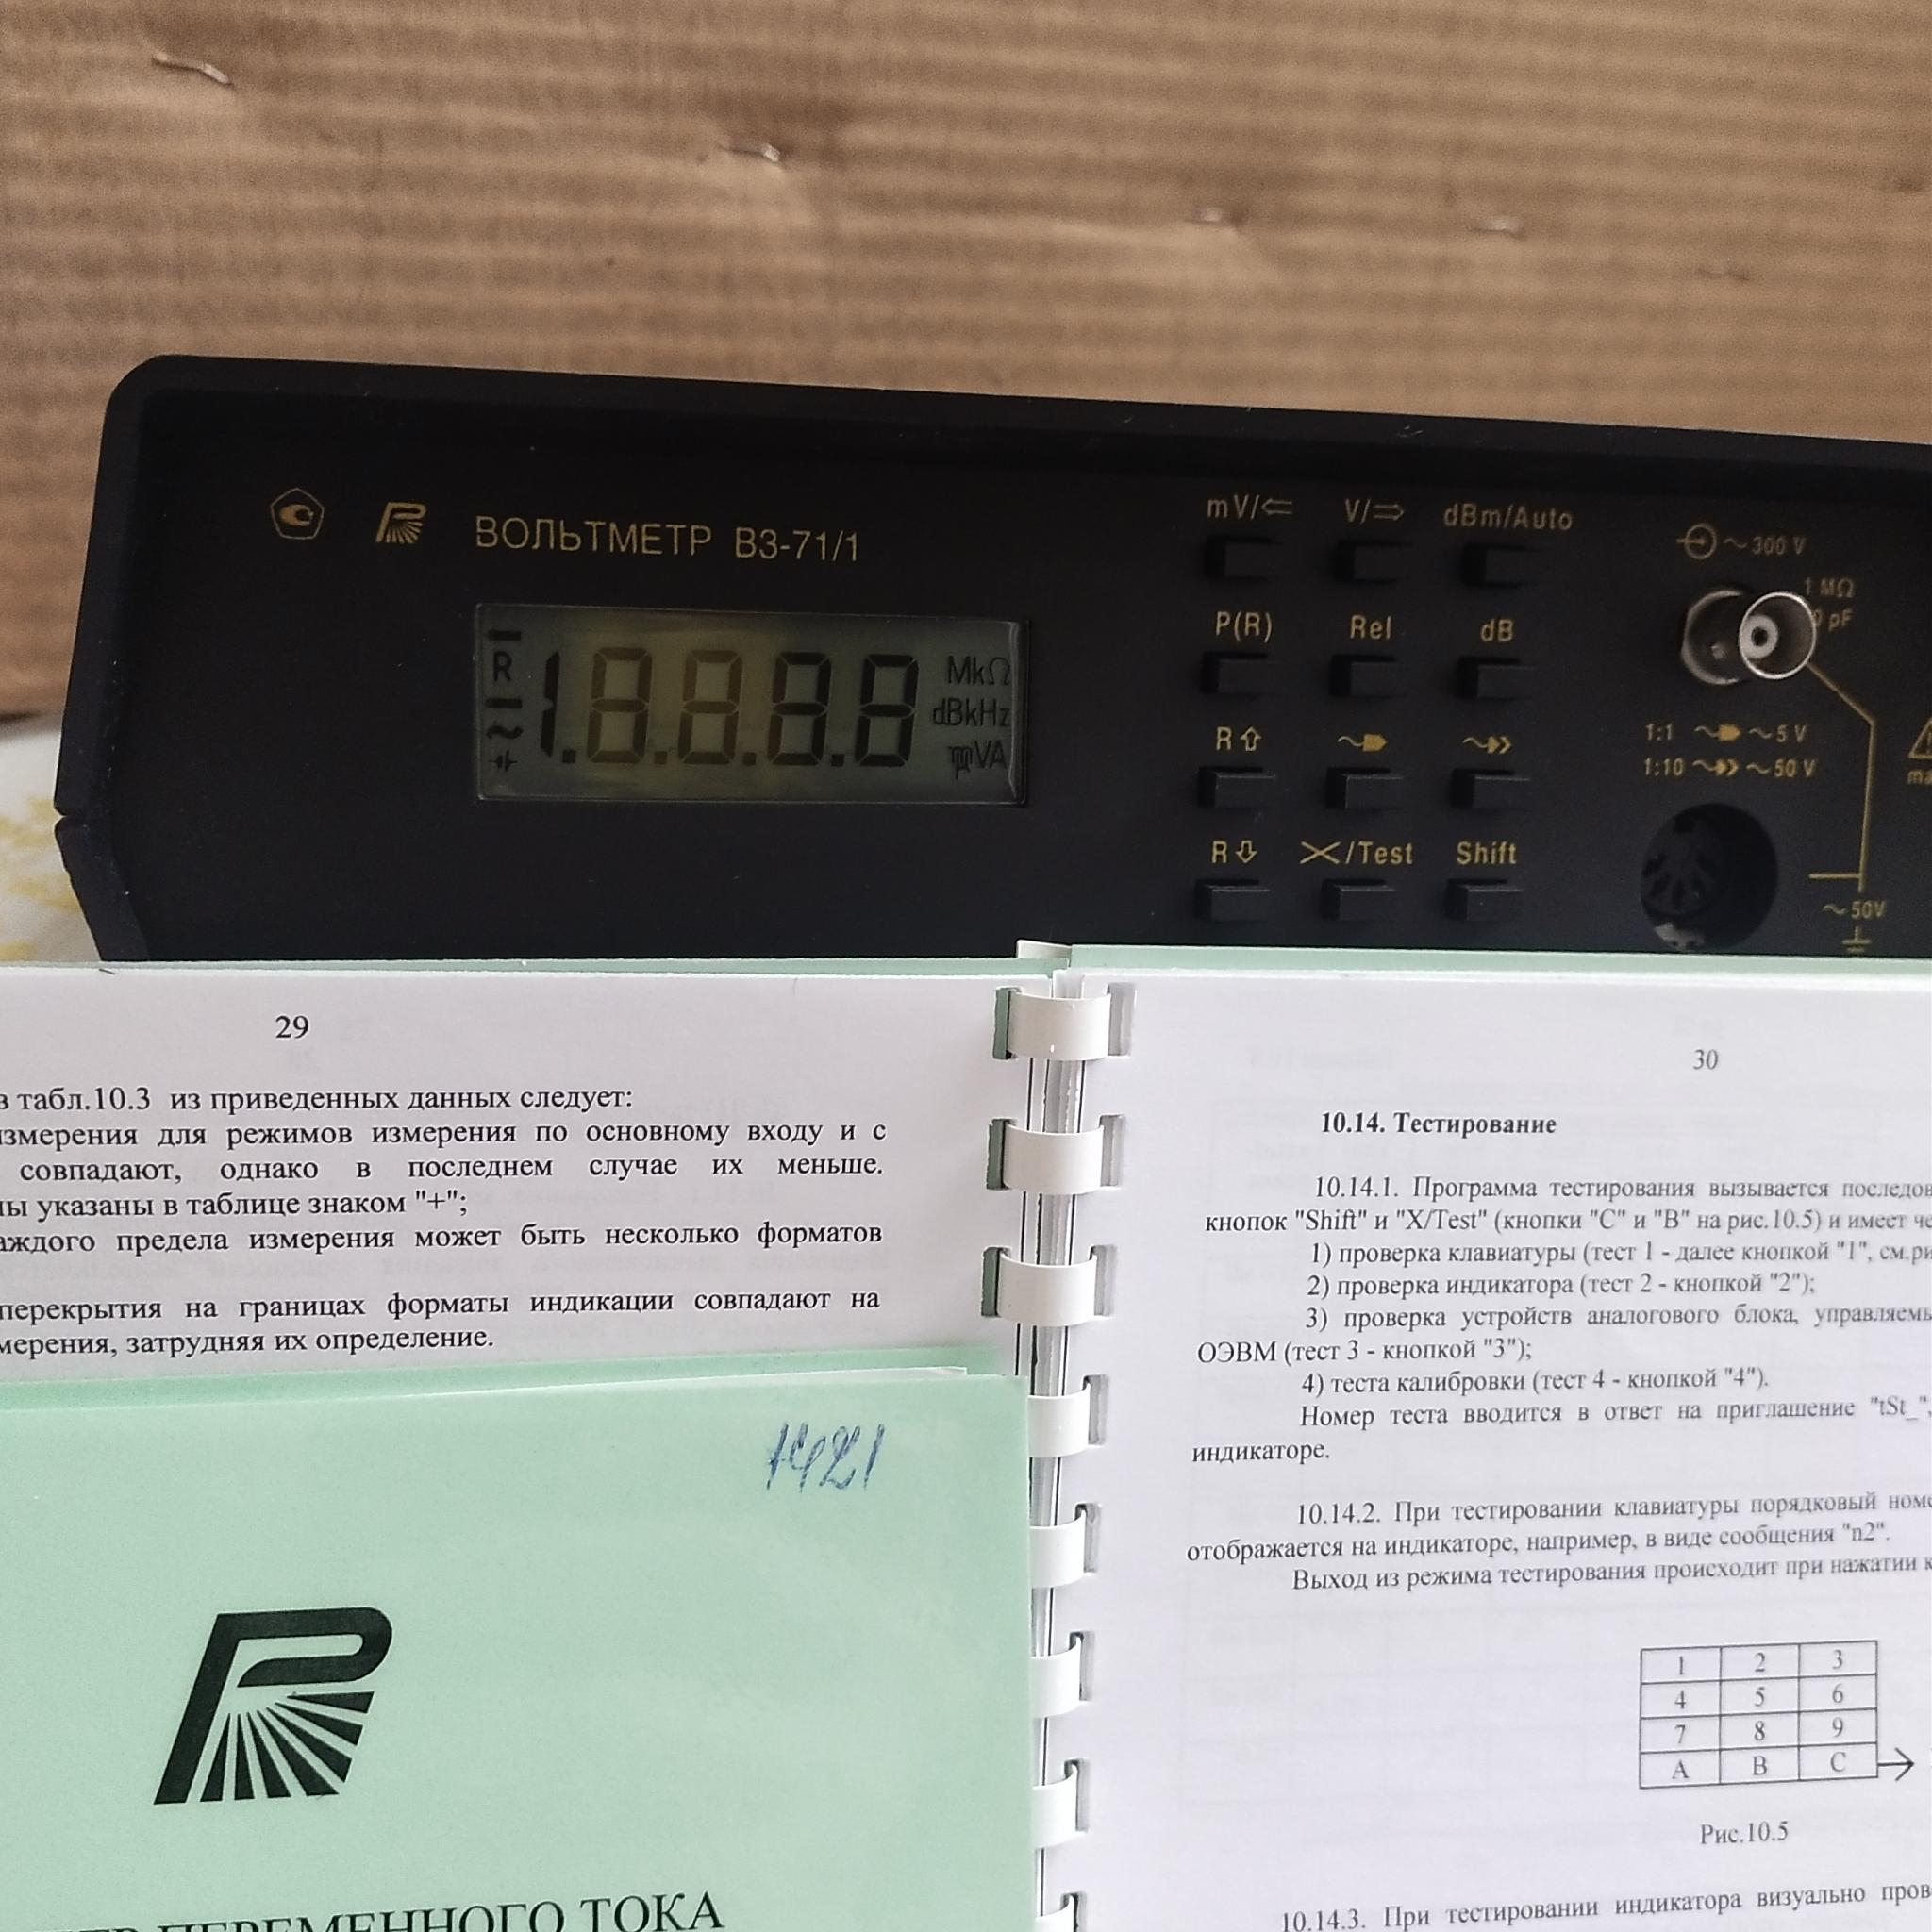 ВОЛЬТМЕТР В3-71/1
R 1.8.8.8.8 MkΩ
dBkHz
VA
mV/⇐ V/⇒ dBm/Auto
P(R) Rel dB
R⇧
R⇩ X/Test Shift
~300 V
1 MΩ
pF
1:1 ~5 V
1:10 ~50 V
~50V
29
в табл.10.3 из приведенных данных следует:
измерения для режимов измерения по основному входу и с
совпадают, однако в последнем случае их меньше.
указаны в таблице знаком "+";
каждого предела измерения может быть несколько форматов
перекрытия на границах форматы индикации совпадают на
измерения, затрудняя их определение.
1421
ПЕРЕМЕННОГО ТОКА
30
10.14. Тестирование
10.14.1. Программа тестирования вызывается последов
кнопок "Shift" и "X/Test" (кнопки "С" и "В" на рис.10.5) и имеет че
1) проверка клавиатуры (тест 1 - далее кнопкой "1", см.ри
2) проверка индикатора (тест 2 - кнопкой "2");
3) проверка устройств аналогового блока, управляемы
ОЭВМ (тест 3 - кнопкой "3");
4) теста калибровки (тест 4 - кнопкой "4").
Номер теста вводится в ответ на приглашение "tSt_",
индикаторе.
10.14.2. При тестировании клавиатуры порядковый номе
отображается на индикаторе, например, в виде сообщения "n2".
Выход из режима тестирования происходит при нажатии к
1 2 3
4 5 6
7 8 9
A B C
Рис.10.5
10.14.3. При тестировании индикатора визуально пров